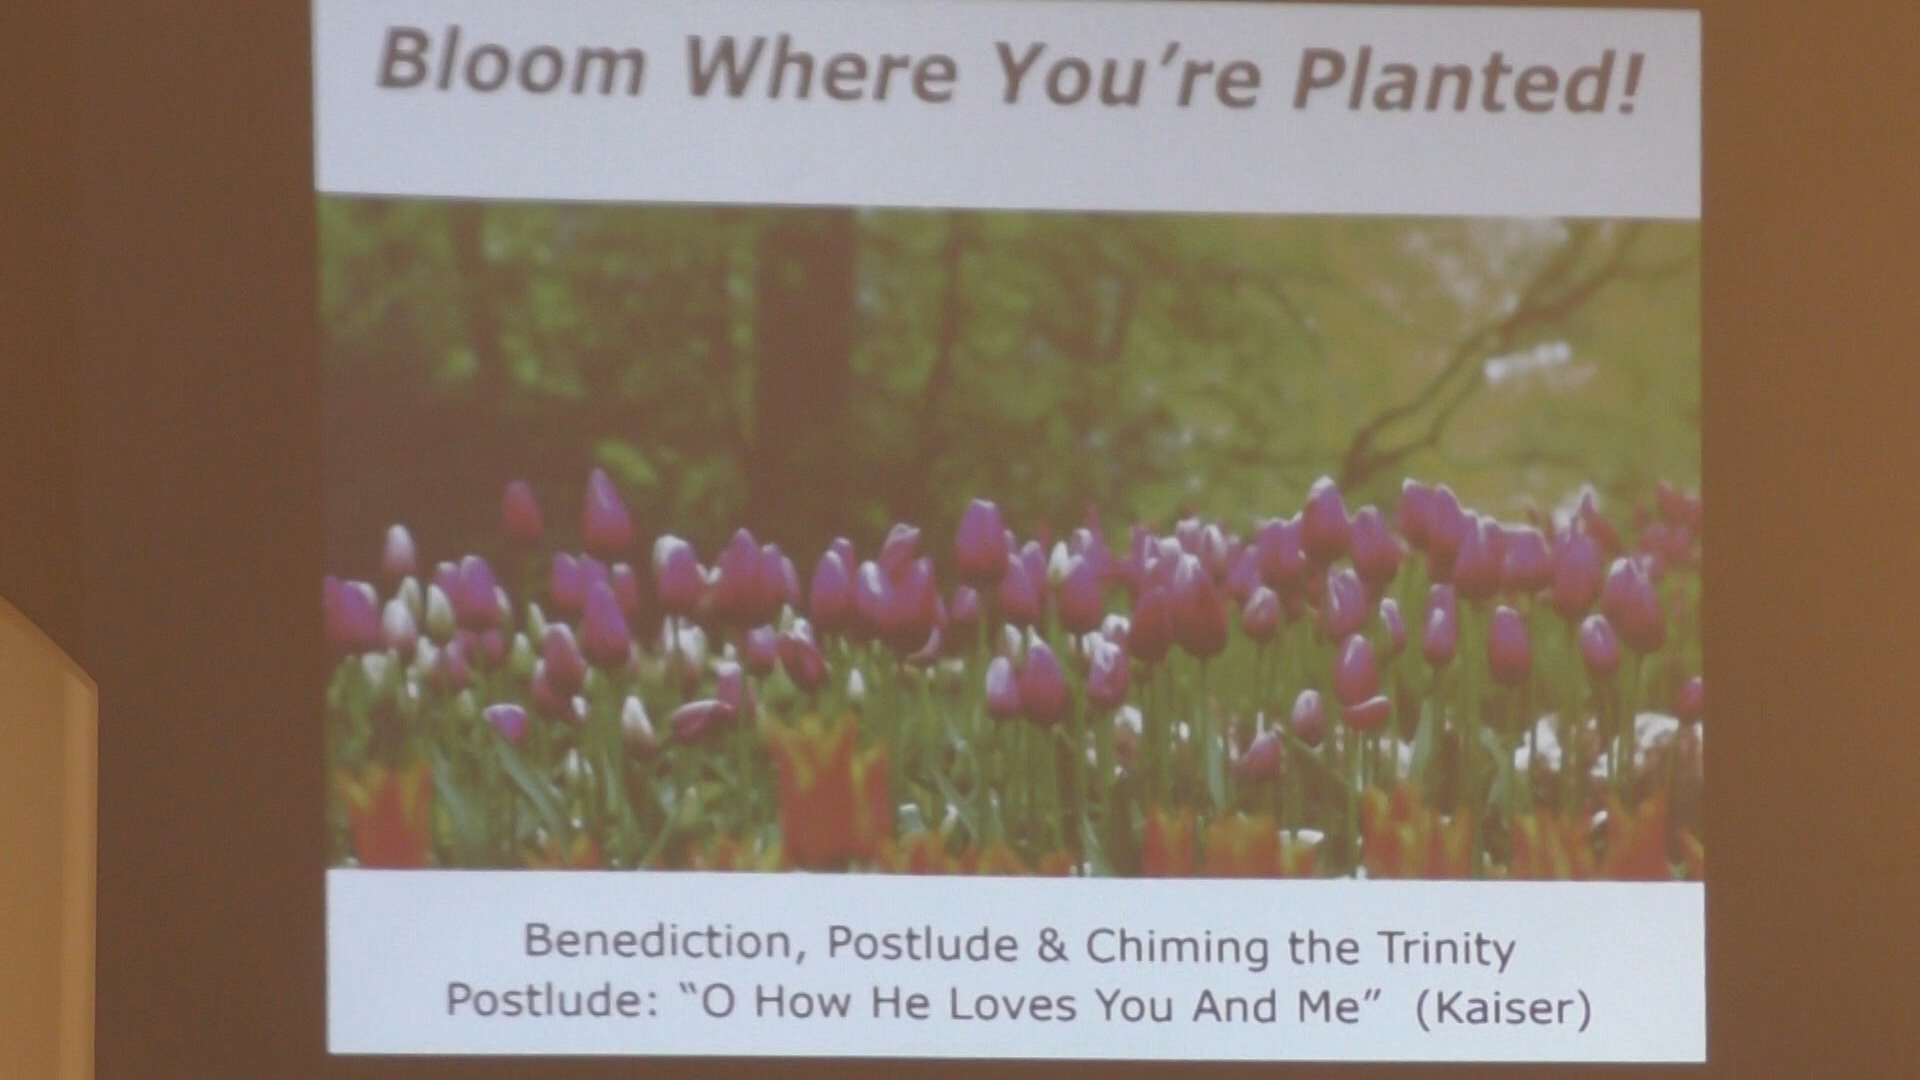 Bloom Where You're Planted!
Benediction, Postlude & Chiming the Trinity
Postlude: “O How He Loves You And Me” (Kaiser)